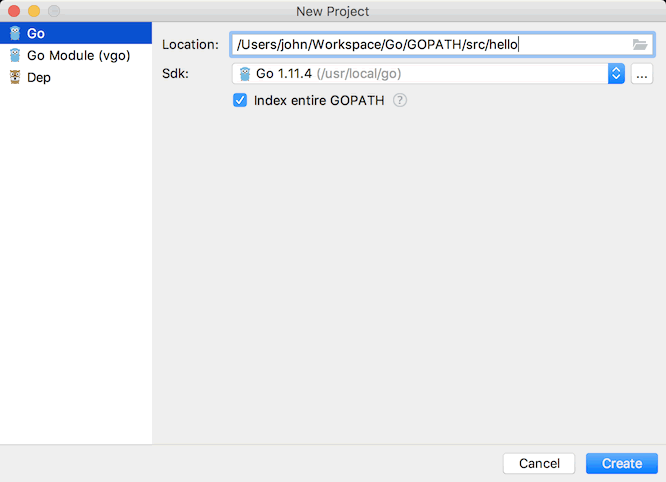 New Project
Go
Go Module (vgo)
Dep
Location: /Users/john/Workspace/Go/GOPATH/src/hello
Sdk: Go 1.11.4 (/usr/local/go) ...
Index entire GOPATH ?
Cancel Create